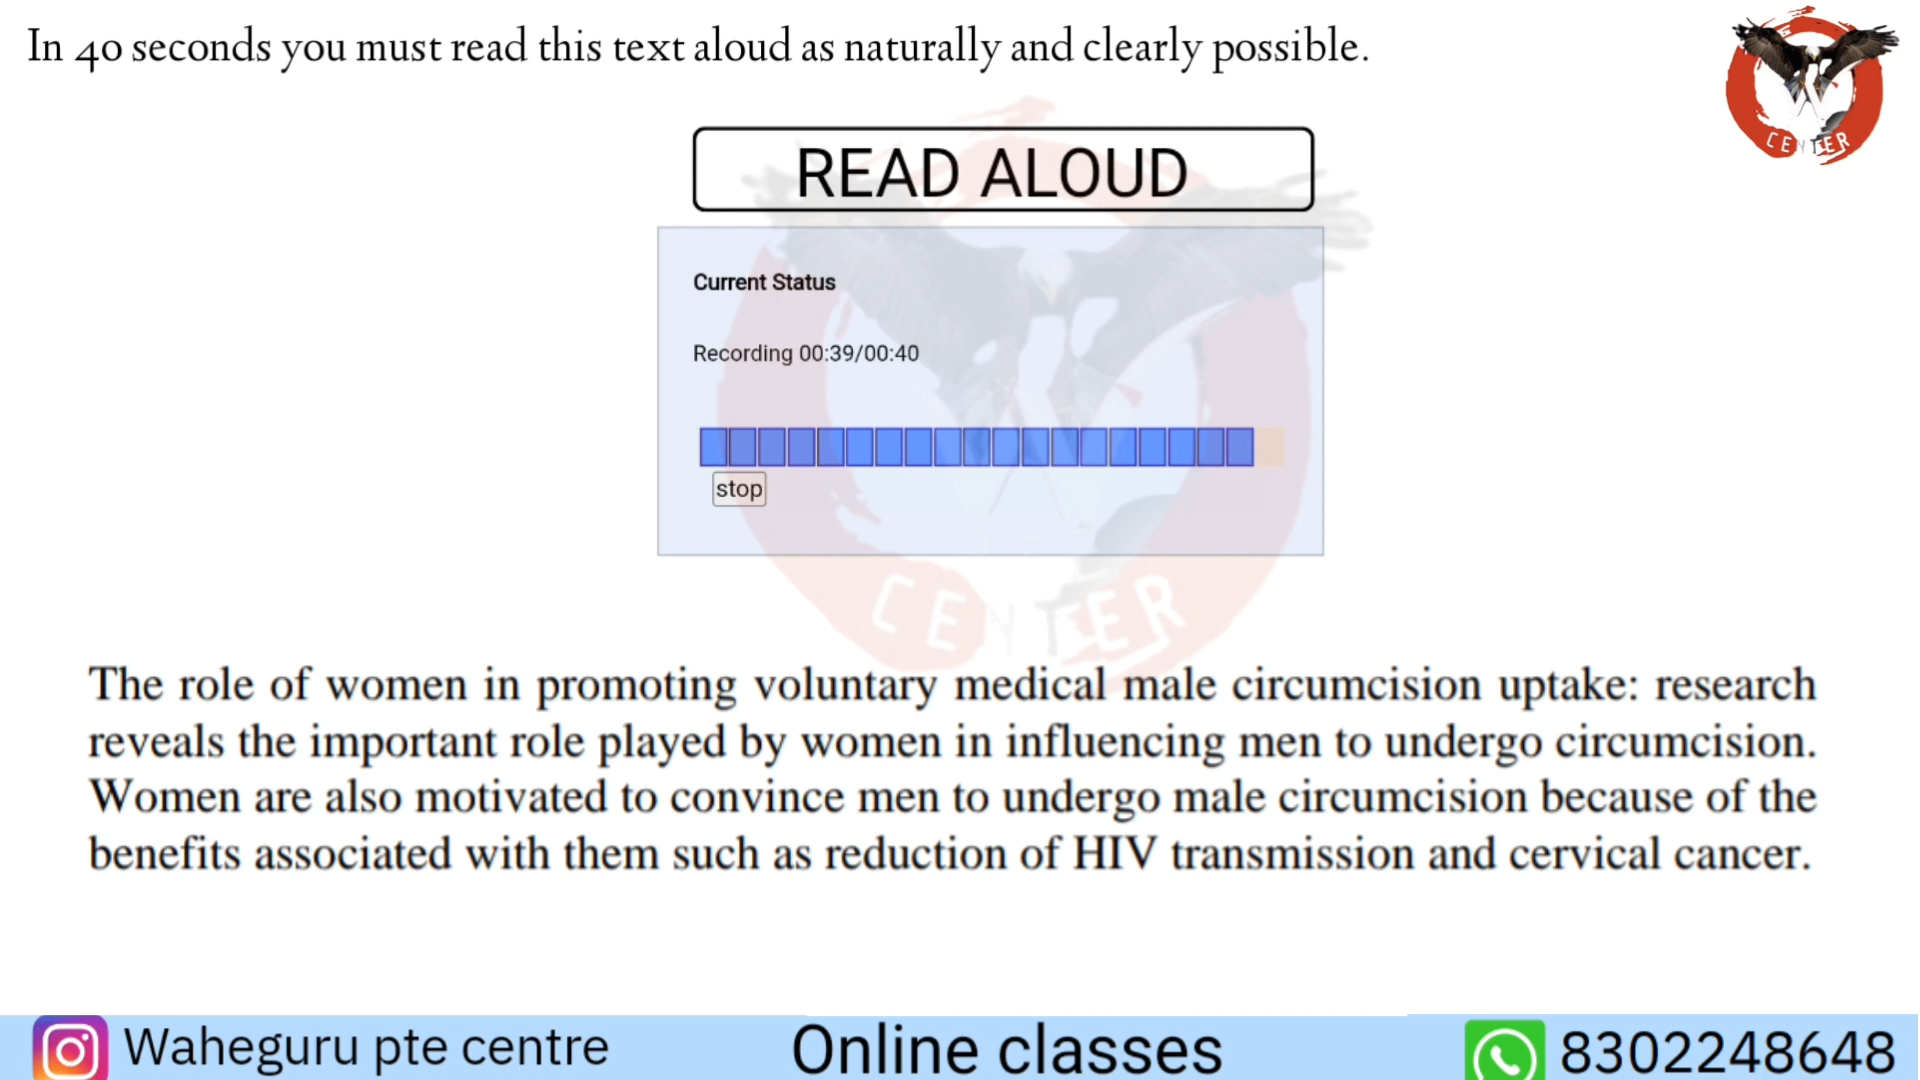 In 40 seconds you must read this text aloud as naturally and clearly possible.
CENTER
READ ALOUD
Current Status
Recording 00:39/00:40
stop
CENTER
The role of women in promoting voluntary medical male circumcision uptake: research
reveals the important role played by women in influencing men to undergo circumcision.
Women are also motivated to convince men to undergo male circumcision because of the
benefits associated with them such as reduction of HIV transmission and cervical cancer.
Waheguru pte centre
Online classes
8302248648